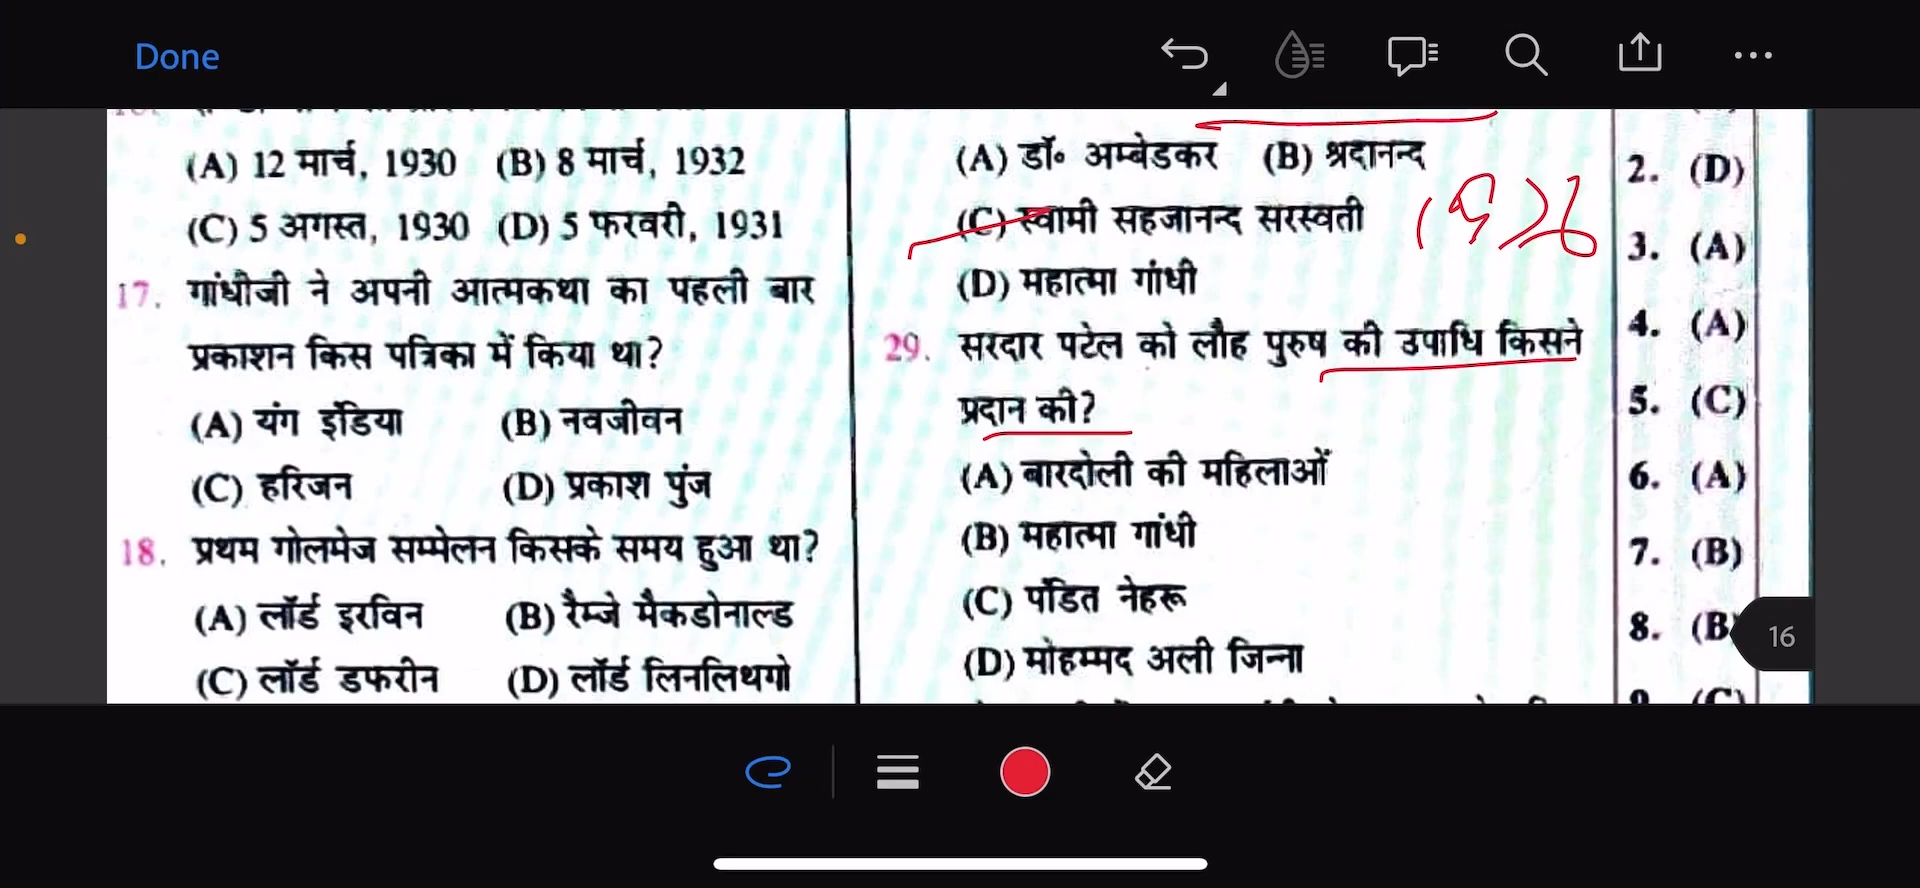 Done
(A) 12 मार्च, 1930 (B) 8 मार्च, 1932
(C) 5 अगस्त, 1930 (D) 5 फरवरी, 1931
17. गांधीजी ने अपनी आत्मकथा का पहली बार
प्रकाशन किस पत्रिका में किया था?
(A) यंग इंडिया (B) नवजीवन
(C) हरिजन (D) प्रकाश पुंज
18. प्रथम गोलमेज सम्मेलन किसके समय हुआ था?
(A) लॉर्ड इरविन (B) रैम्जे मैकडोनाल्ड
(C) लॉर्ड डफरीन (D) लॉर्ड लिनलिथगो
(A) डॉ॰ अम्बेडकर (B) श्रदानन्द
(C) स्वामी सहजानन्द सरस्वती
(D) महात्मा गांधी
29. सरदार पटेल को लौह पुरुष की उपाधि किसने
प्रदान की?
(A) बारदोली की महिलाओं
(B) महात्मा गांधी
(C) पंडित नेहरू
(D) मोहम्मद अली जिन्ना
2. (D)
3. (A)
4. (A)
5. (C)
6. (A)
7. (B)
8. (B)
16